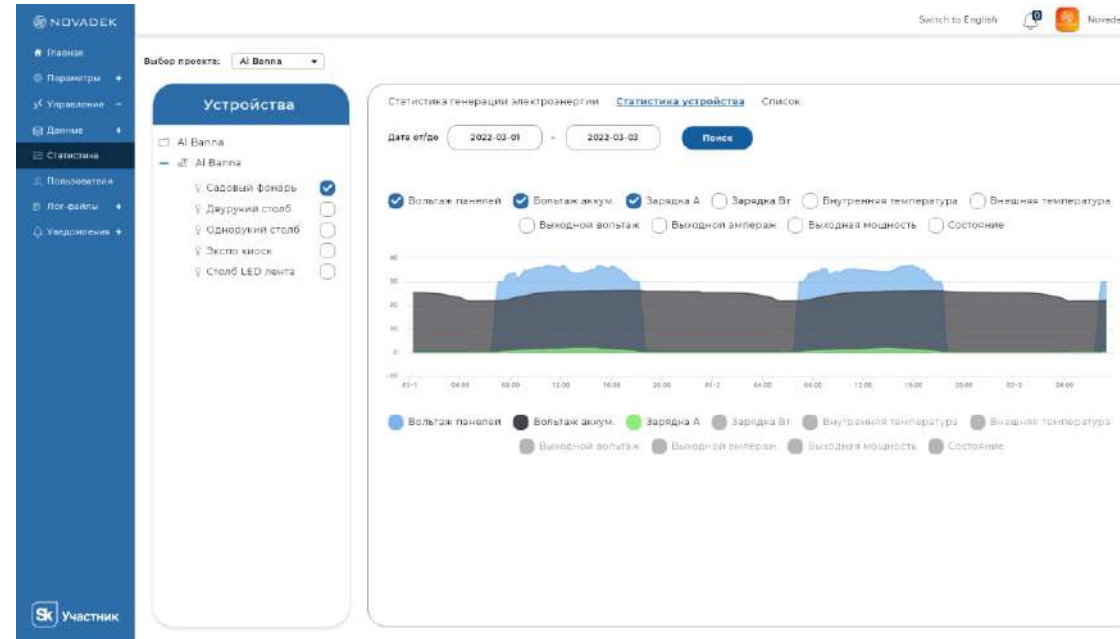 NOVADEK
Switch to English
0
Novade
Главная
Параметры +
Управление −
Данные +
Статистика
Пользователи
Лог-файлы +
Уведомления +
Sk Участник
Выбор проекта: Al Banna
Устройства
Al Banna
Al Banna
Садовый фонарь
Двурукий столб
Однорукий столб
Экспо киоск
Столб LED лента
Статистика генерации электроэнергии Статистика устройства Список
Дата от/до 2022-03-01 - 2022-03-03 Поиск
Вольтаж панелей Вольтаж аккум. Зарядка А Зарядка Вт Внутренняя температура Внешняя температура
Выходной вольтаж Выходной ампераж Выходная мощность Состояние
40
30
20
10
0
-10
04:00 08:00 12:00 16:00 20:00 04:00 08:00 12:00 16:00 20:00 04:00
Вольтаж панелей Вольтаж аккум. Зарядка А Зарядка Вт Внутренняя температура Внешняя температура
Выходной вольтаж Выходной ампераж Выходная мощность Состояние